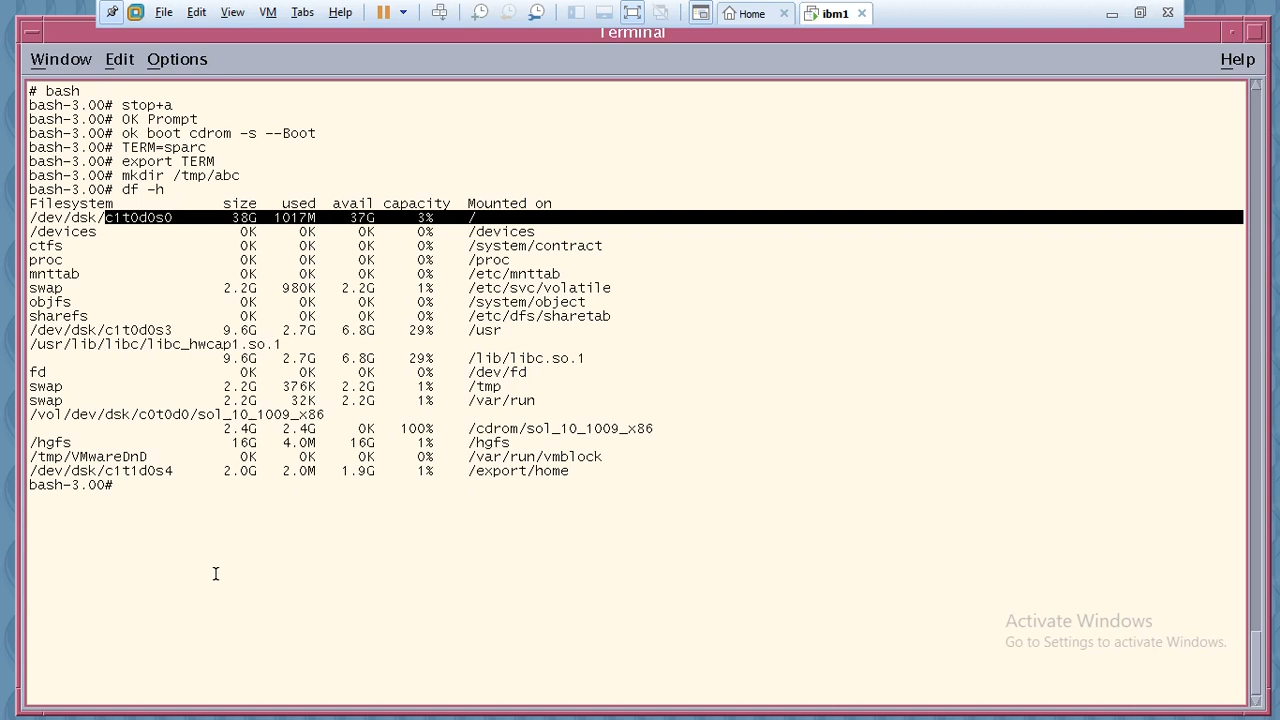 File Edit View VM Tabs Help Home ibm1
Terminal
Window Edit Options Help
# bash
bash-3.00# stop+a
bash-3.00# OK Prompt
bash-3.00# ok boot cdrom -s --Boot
bash-3.00# TERM=sparc
bash-3.00# export TERM
bash-3.00# mkdir /tmp/abc
bash-3.00# df -h
Filesystem size used avail capacity Mounted on
/dev/dsk/c1t0d0s0 38G 1017M 37G 3% /
/devices 0K 0K 0K 0% /devices
ctfs 0K 0K 0K 0% /system/contract
proc 0K 0K 0K 0% /proc
mnttab 0K 0K 0K 0% /etc/mnttab
swap 2.2G 980K 2.2G 1% /etc/svc/volatile
objfs 0K 0K 0K 0% /system/object
sharefs 0K 0K 0K 0% /etc/dfs/sharetab
/dev/dsk/c1t0d0s3 9.6G 2.7G 6.8G 29% /usr
/usr/lib/libc/libc_hwcap1.so.1
9.6G 2.7G 6.8G 29% /lib/libc.so.1
fd 0K 0K 0K 0% /dev/fd
swap 2.2G 376K 2.2G 1% /tmp
swap 2.2G 32K 2.2G 1% /var/run
/vol/dev/dsk/c0t0d0/sol_10_1009_x86
2.4G 2.4G 0K 100% /cdrom/sol_10_1009_x86
/hgfs 16G 4.0M 16G 1% /hgfs
/tmp/VMwareDnD 0K 0K 0K 0% /var/run/vmblock
/dev/dsk/c1t1d0s4 2.0G 2.0M 1.9G 1% /export/home
bash-3.00#
Activate Windows
Go to Settings to activate Windows.